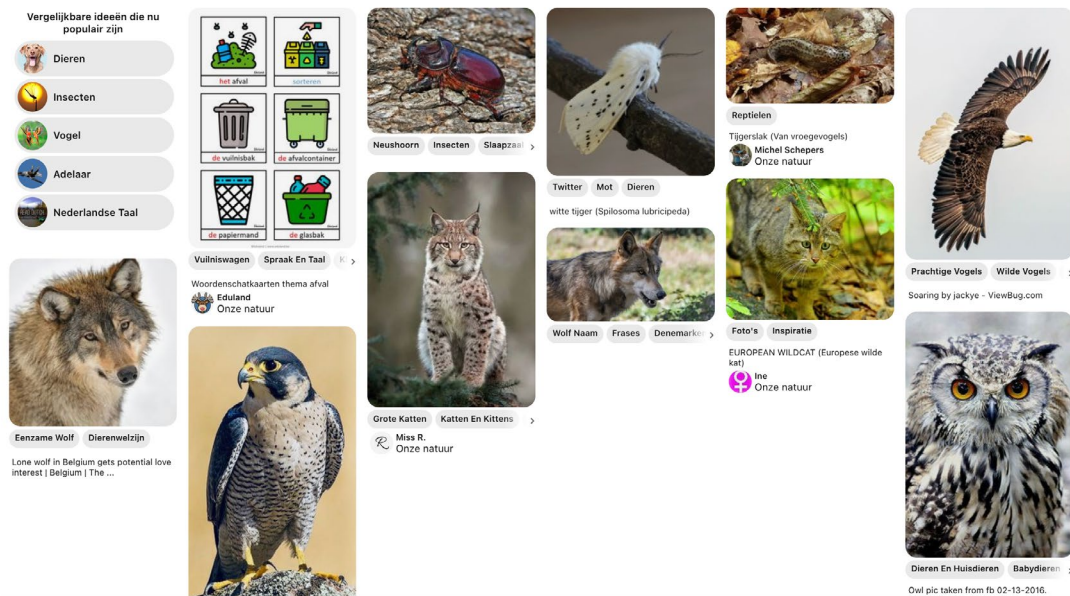 Vergelijkbare ideeën die nu
populair zijn
Dieren
Insecten
Vogel
Adelaar
Nederlandse Taal
Eenzame Wolf
Dierenwelzijn
Lone wolf in Belgium gets potential love
interest | Belgium | The ...
het afval
sorteren
de vuilnisbak
de afvalcontainer
de papiermand
de glasbak
Vuilniswagen
Spraak En Taal
Woordenschatkaarten thema afval
Eduland
Onze natuur
Neushoorn
Insecten
Slaapzaal
Grote Katten
Katten En Kittens
Miss R.
Onze natuur
Twitter
Mot
Dieren
witte tijger (Spilosoma lubricipeda)
Wolf Naam
Frases
Denemarken
Reptielen
Tijgerslak (Van vroegevogels)
Michel Schepers
Onze natuur
Foto's
Inspiratie
EUROPEAN WILDCAT (Europese wilde
kat)
Ine
Onze natuur
Prachtige Vogels
Wilde Vogels
Soaring by jackye - ViewBug.com
Dieren En Huisdieren
Babydieren
Owl pic taken from fb 02-13-2016.